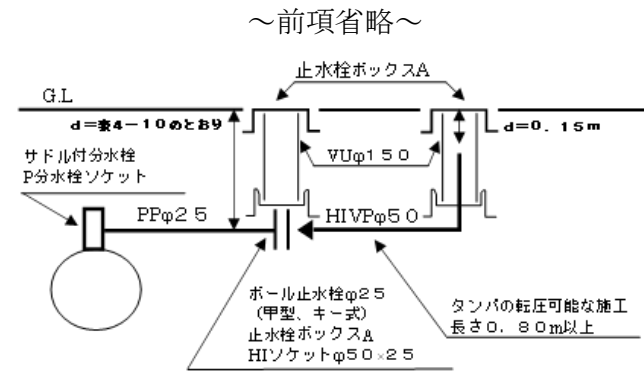 ～前項省略～
止水栓ボックスA
G.L
d=表4－10のとおり
d=0．15m
サドル付分水栓
P分水栓ソケット
VUφ150
PPφ25
HIVPφ50
ボール止水栓φ25
（甲型、キー式）
止水栓ボックスA
HIソケットφ50×25
タンパの転圧可能な施工
長さ0．80m以上